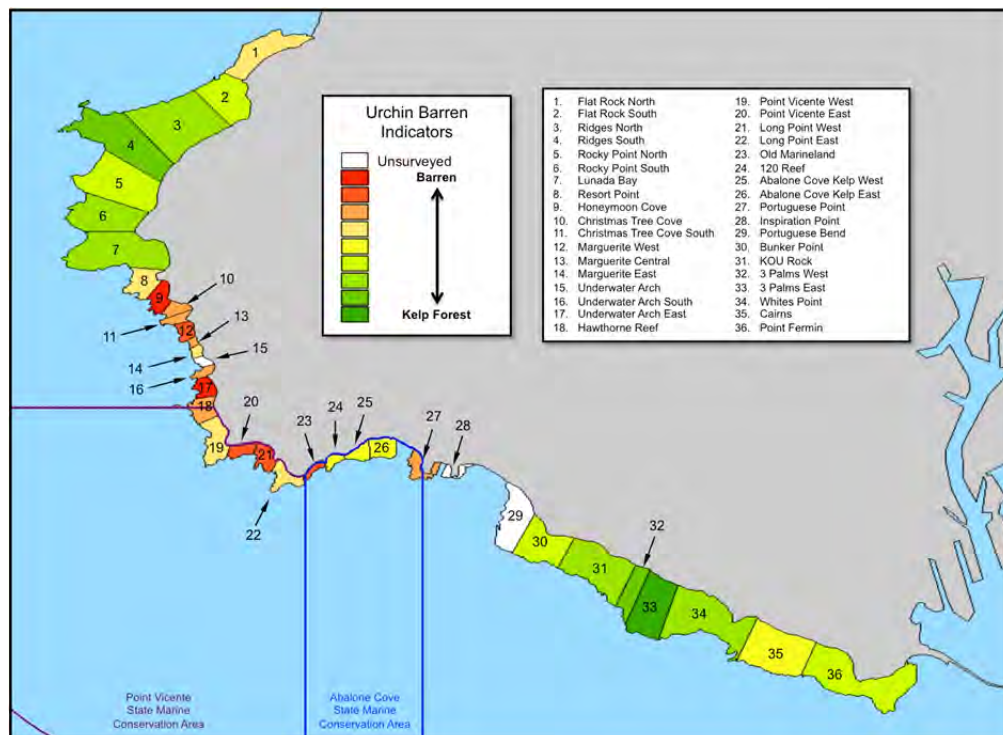 Urchin Barren
Indicators
Unsurveyed
Barren
Kelp Forest
1. Flat Rock North
2. Flat Rock South
3. Ridges North
4. Ridges South
5. Rocky Point North
6. Rocky Point South
7. Lunada Bay
8. Resort Point
9. Honeymoon Cove
10. Christmas Tree Cove
11. Christmas Tree Cove South
12. Marguerite West
13. Marguerite Central
14. Marguerite East
15. Underwater Arch
16. Underwater Arch South
17. Underwater Arch East
18. Hawthorne Reef
19. Point Vicente West
20. Point Vicente East
21. Long Point West
22. Long Point East
23. Old Marineland
24. 120 Reef
25. Abalone Cove Kelp West
26. Abalone Cove Kelp East
27. Portuguese Point
28. Inspiration Point
29. Portuguese Bend
30. Bunker Point
31. KOU Rock
32. 3 Palms West
33. 3 Palms East
34. Whites Point
35. Cairns
36. Point Fermin
1
2
3
4
5
6
7
8
9
10
11
12
13
14
15
16
17
18
19
20
21
22
23
24
25
26
27
28
29
30
31
32
33
34
35
36
Point Vicente
State Marine
Conservation Area
Abalone Cove
State Marine
Conservation Area